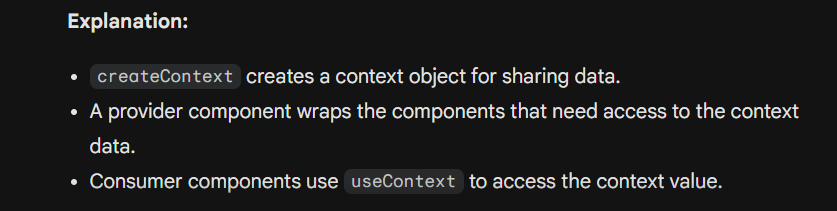 Explanation:
• createContext creates a context object for sharing data.
• A provider component wraps the components that need access to the context
data.
• Consumer components use useContext to access the context value.